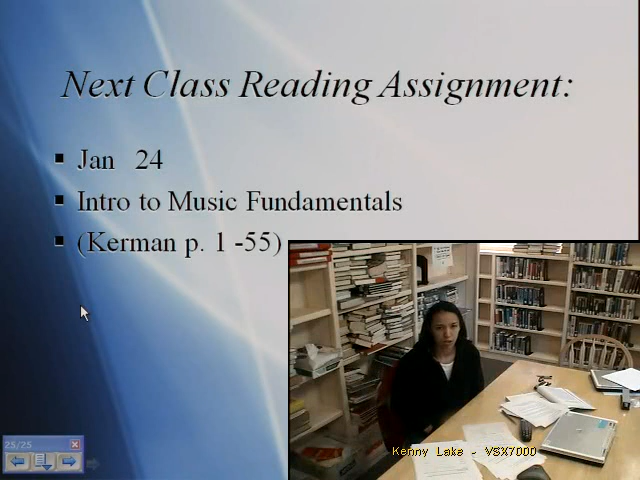 Next Class Reading Assignment:
Jan 24
Intro to Music Fundamentals
(Kerman p. 1 -55)
25/25
Kenny Lake - VSX7000